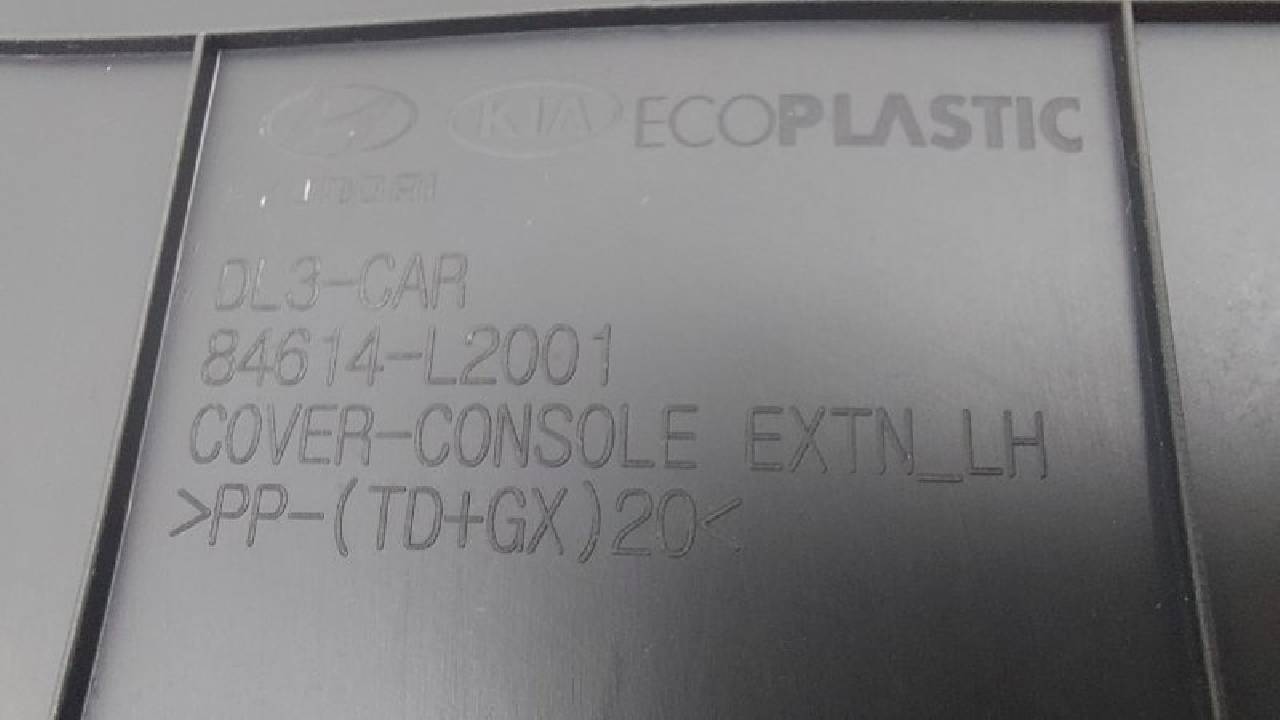 KIA ECOPLASTIC
DL3-CAR
84614-L2001
COVER-CONSOLE EXTN_LH
>PP-(TD+GX)20<